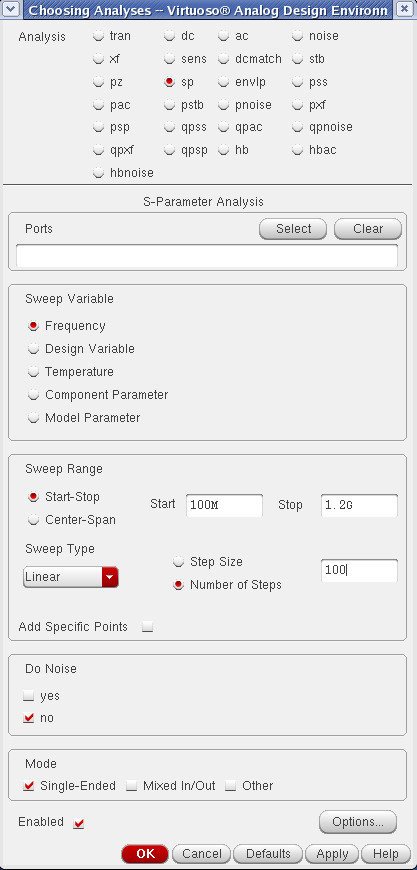 Choosing Analyses -- Virtuoso® Analog Design Environn
Analysis tran dc ac noise
xf sens dcmatch stb
pz sp envlp pss
pac pstb pnoise pxf
psp qpss qpac qpnoise
qpxf qpsp hb hbac
hbnoise
S-Parameter Analysis
Ports Select Clear
Sweep Variable
Frequency
Design Variable
Temperature
Component Parameter
Model Parameter
Sweep Range
Start-Stop Start 100M Stop 1.2G
Center-Span
Sweep Type
Step Size
Linear 100
Number of Steps
Add Specific Points
Do Noise
yes
no
Mode
Single-Ended Mixed In/Out Other
Enabled Options...
OK Cancel Defaults Apply Help